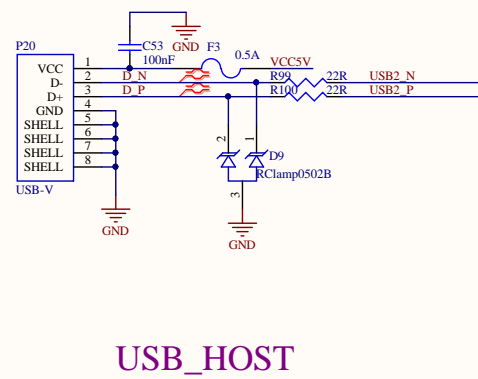 P20
C53
GND
F3
0.5A
100nF
VCC
1
VCC5V
D-
2
D_N
R99
22R
USB2_N
D+
3
D_P
R100
22R
USB2_P
GND
4
SHELL
5
SHELL
6
SHELL
7
SHELL
8
2
1
D9
RClamp0502B
USB-V
3
GND
GND
USB_HOST